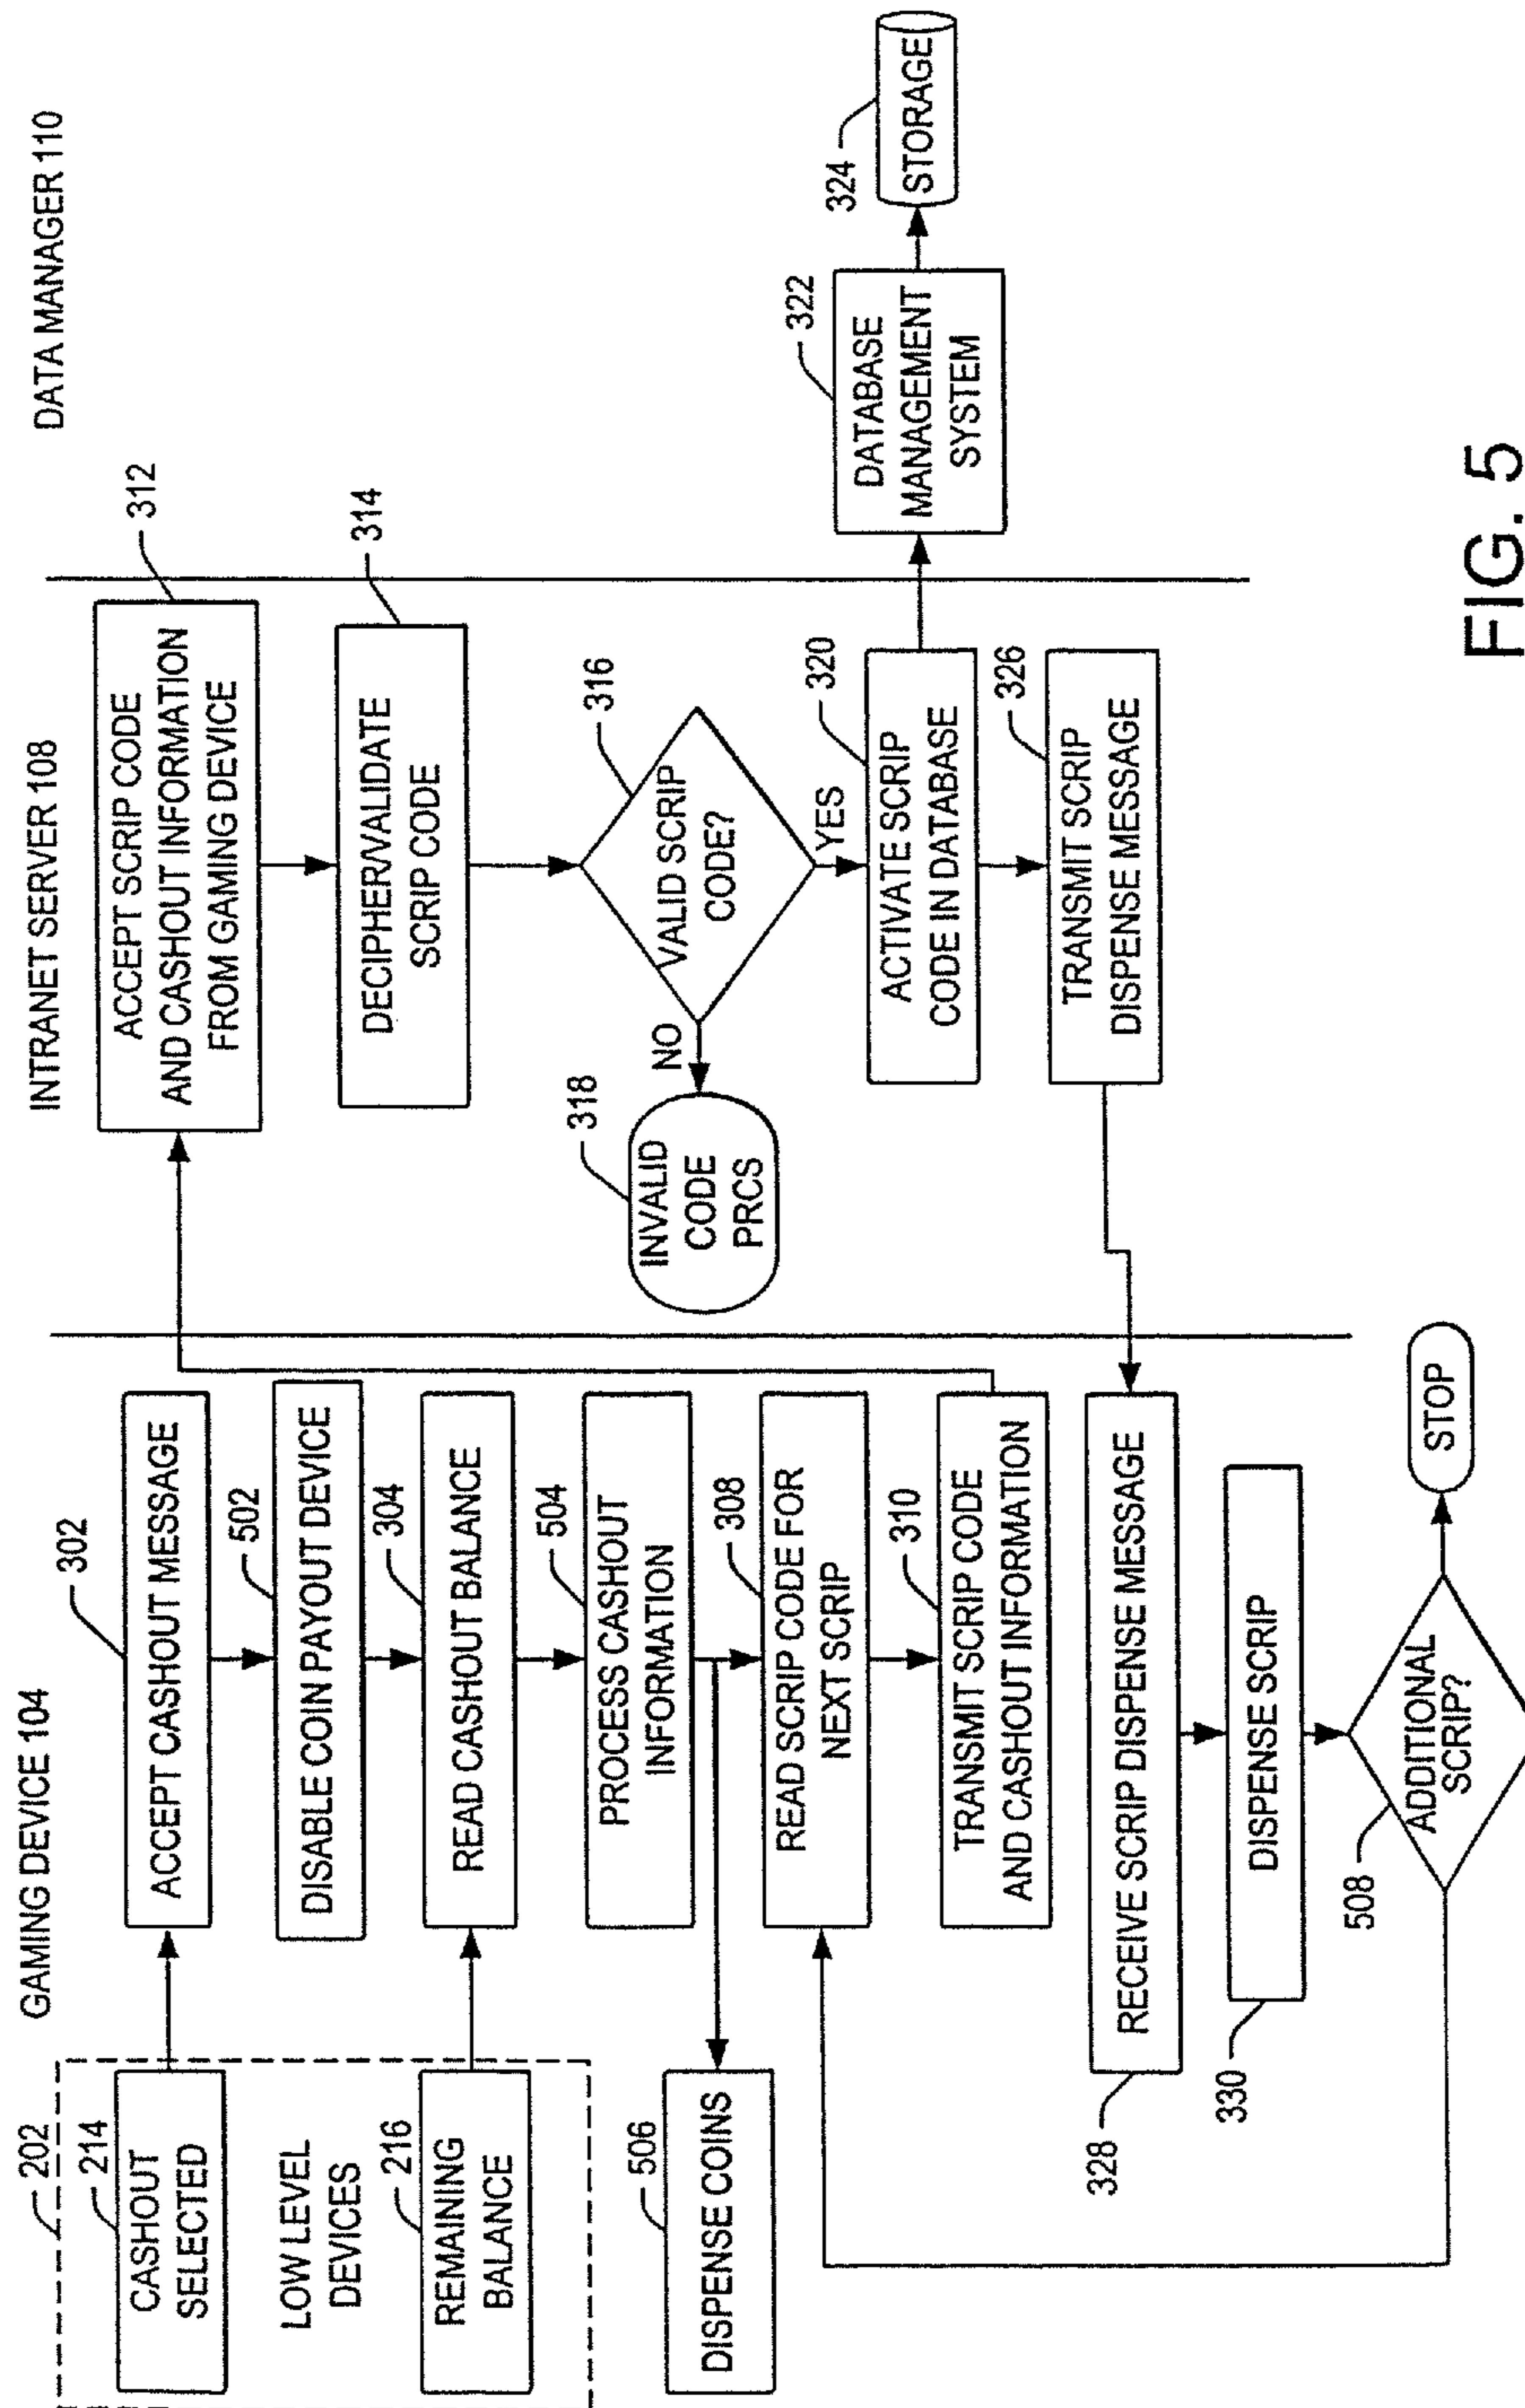 GAMING DEVICE 104
INTRANET SERVER 108
DATA MANAGER 110
202
214
CASHOUT
SELECTED
LOW LEVEL
DEVICES
216
REMAINING
BALANCE
506
DISPENSE COINS
302
ACCEPT CASHOUT MESSAGE
502
DISABLE COIN PAYOUT DEVICE
304
READ CASHOUT BALANCE
504
PROCESS CASHOUT
INFORMATION
308
READ SCRIP CODE FOR
NEXT SCRIP
310
TRANSMIT SCRIP CODE
AND CASHOUT INFORMATION
RECEIVE SCRIP DISPENSE MESSAGE
328
DISPENSE SCRIP
330
ADDITIONAL
SCRIP?
508
STOP
312
ACCEPT SCRIP CODE
AND CASHOUT INFORMATION
FROM GAMING DEVICE
314
DECIPHER/VALIDATE
SCRIP CODE
316
VALID SCRIP
CODE?
NO
YES
318
INVALID
CODE
PRCS
320
ACTIVATE SCRIP
CODE IN DATABASE
326
TRANSMIT SCRIP
DISPENSE MESSAGE
322
DATABASE
MANAGEMENT
SYSTEM
324
STORAGE
FIG. 5